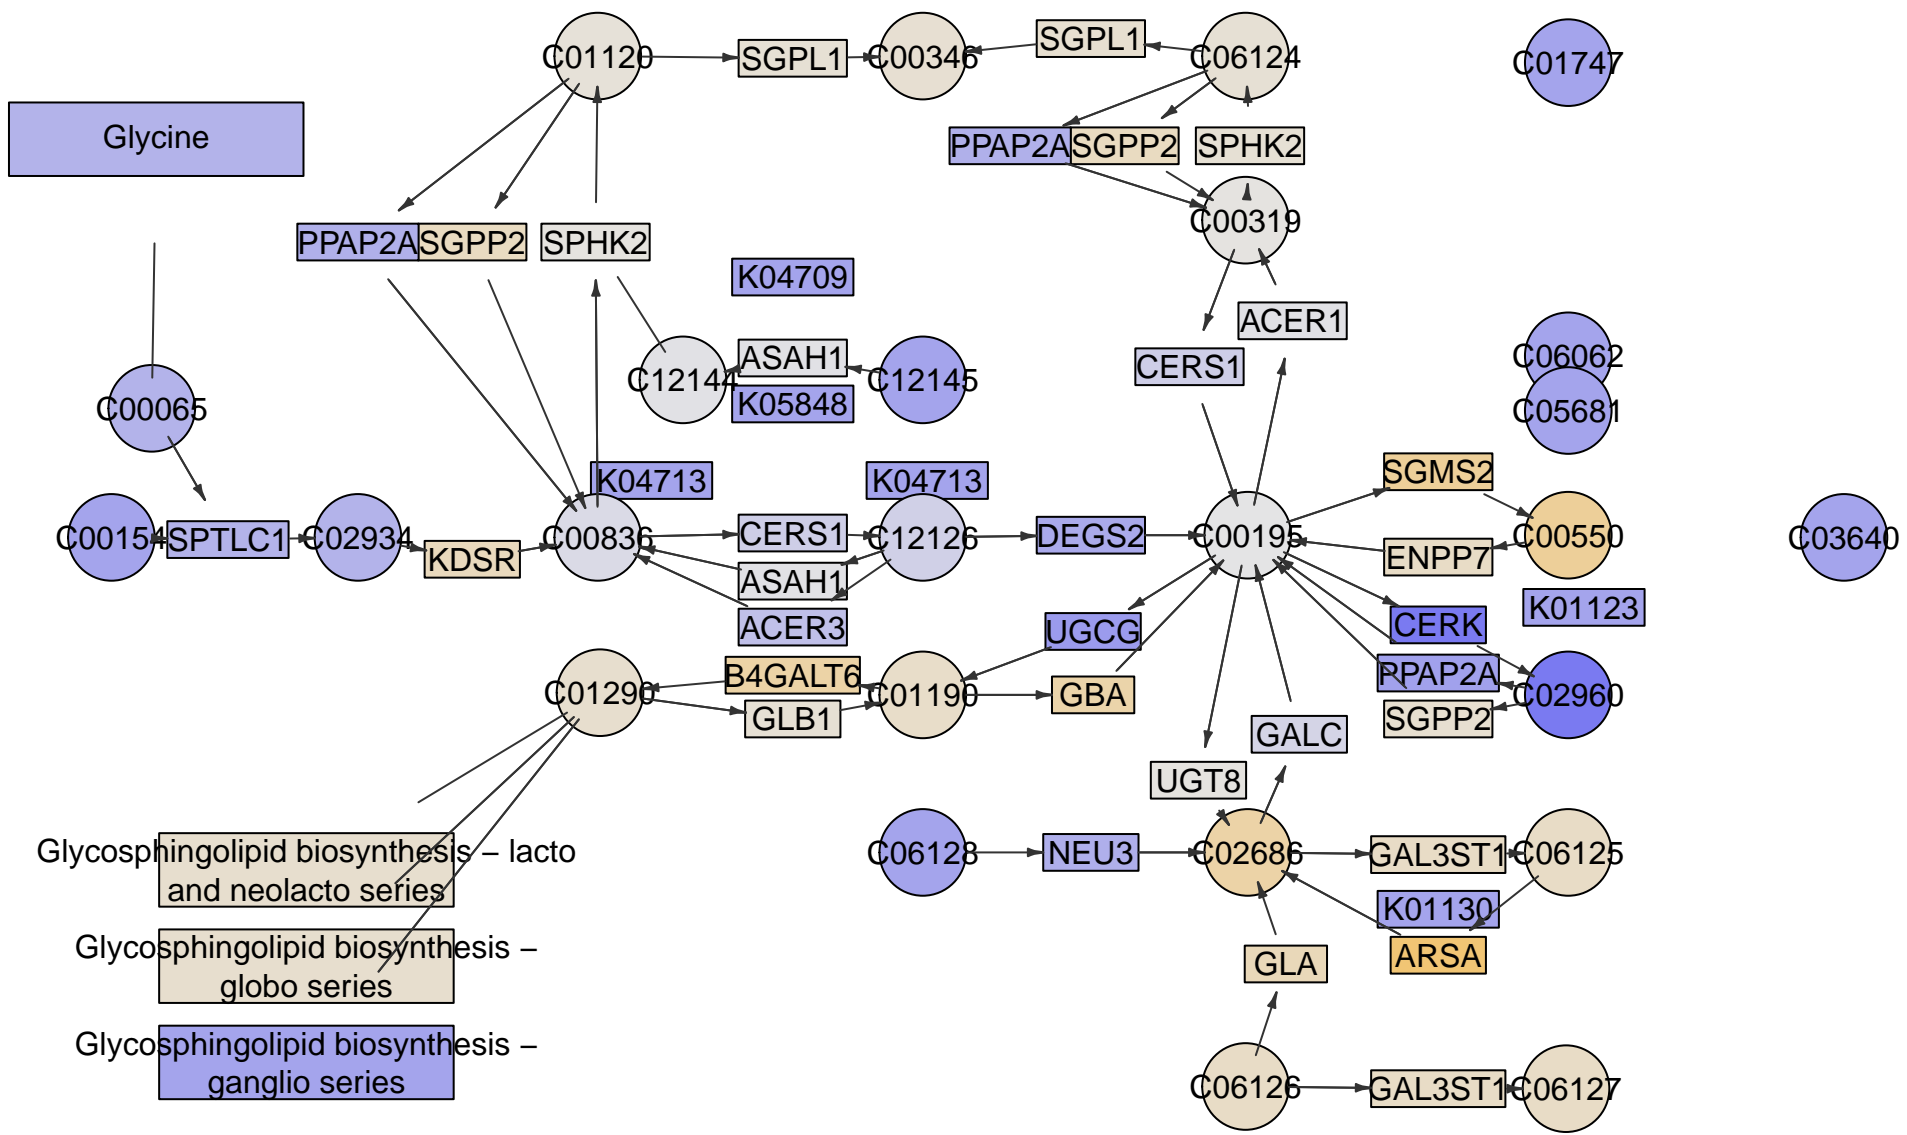 C01120
SGPL1
C00346
SGPL1
C06124
C01747
Glycine
PPAP2A
SGPP2
SPHK2
C00319
PPAP2A
SGPP2
SPHK2
K04709
ACER1
C06062
ASAH1
C12144
C12145
CERS1
K05848
C00065
C05681
SGMS2
K04713
K04713
C00154
SPTLC1
C02934
KDSR
C00836
CERS1
C12126
DEGS2
C00195
C00550
C03640
ENPP7
ASAH1
K01123
ACER3
UGCG
CERK
B4GALT6
PPAP2A
C01290
C01190
GBA
C02960
GLB1
SGPP2
GALC
UGT8
Glycosphingolipid biosynthesis – lacto
and neolacto series
C06128
NEU3
C02686
GAL3ST1
C06125
K01130
Glycosphingolipid biosynthesis –
globo series
GLA
ARSA
Glycosphingolipid biosynthesis –
ganglio series
C06126
GAL3ST1
C06127